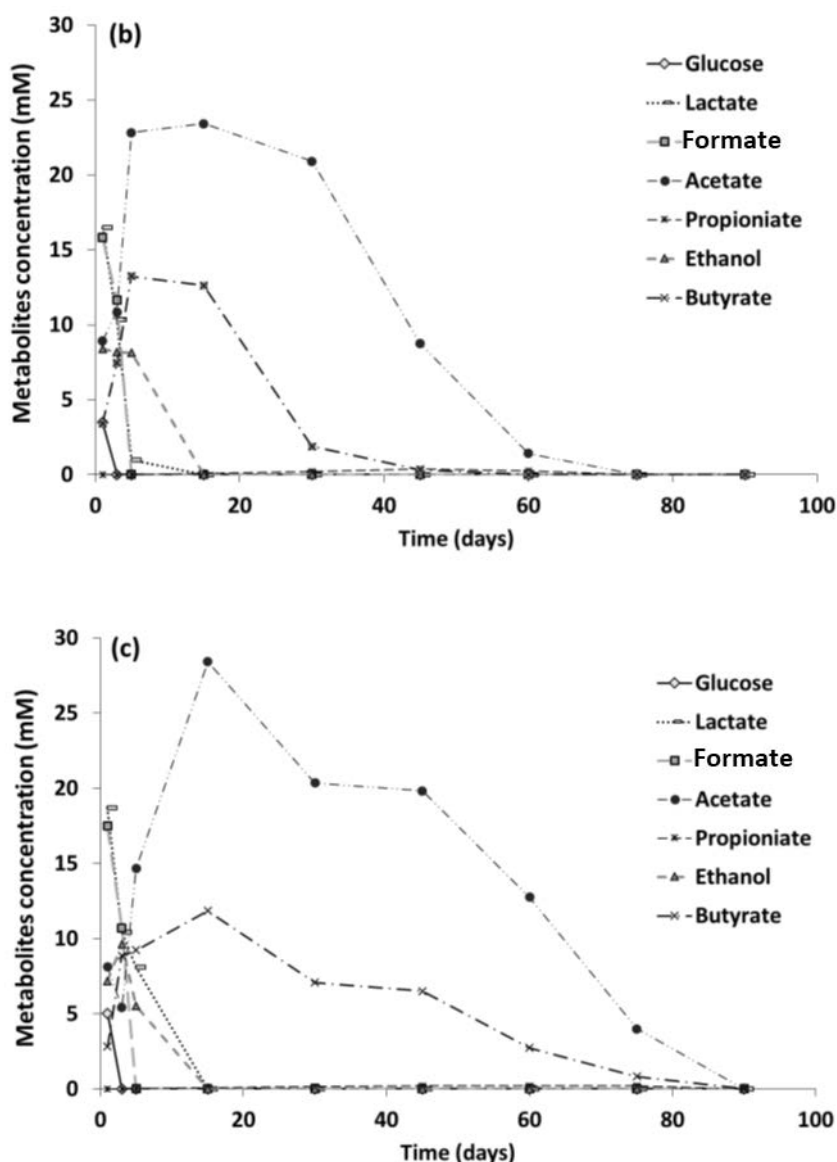 (b)
30
25
20
15
10
5
0
Metabolites concentration (mM)
0 20 40 60 80 100
Time (days)
Glucose
Lactate
Formate
Acetate
Propioniate
Ethanol
Butyrate
(c)
30
25
20
15
10
5
0
Metabolites concentration (mM)
0 20 40 60 80 100
Time (days)
Glucose
Lactate
Formate
Acetate
Propioniate
Ethanol
Butyrate